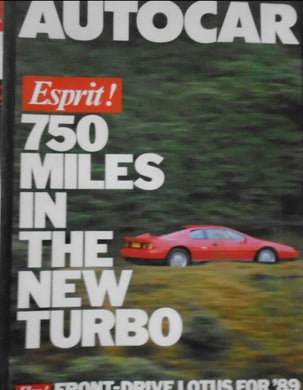 AUTOCAR
Esprit!
750
MILES
IN
THE
NEW
TURBO
FRONT-DRIVE LOTUS FOR '89